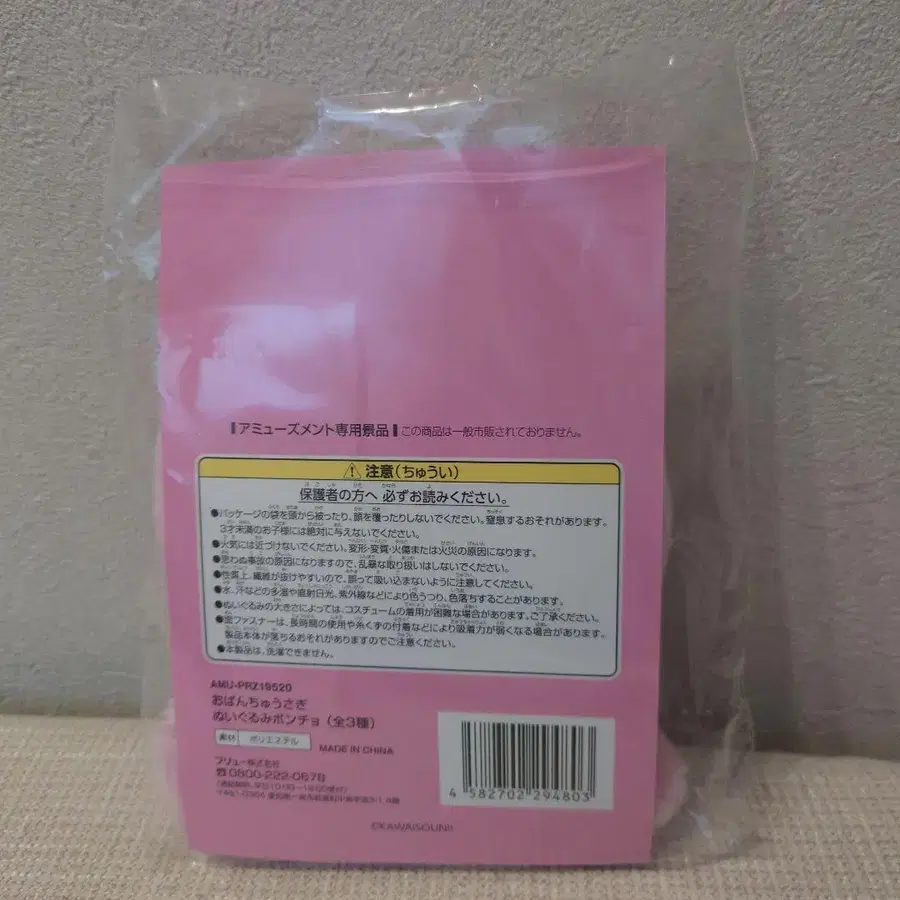 アミューズメント専用景品 この商品は一般市販されておりません。
⚠ 注意(ちゅうい)
保護者の方へ 必ずお読みください。
●パッケージの袋を頭から被ったり、顔を覆ったりしないでください。窒息するおそれがあります。
3才未満のお子様には絶対に与えないでください。
●火気には近づけないでください。変形・変質・火傷または火災の原因になります。
●思わぬ事故の原因になりますので、乱暴な取り扱いはしないでください。
●性質上、繊維が抜けやすいので、誤って吸い込まないように注意してください。
●水、汗などの多湿や直射日光、紫外線などにより色うつり、色落ちすることがあります。
●ぬいぐるみの大きさによっては、コスチュームの着用が困難な場合があります。ご了承ください。
●面ファスナーは、長時間の使用や糸くずの付着などにより吸着力が弱くなる場合があります。
製品本体が落ちるおそれがありますのでご注意ください。
●本製品は、洗濯できません。
AMU-PRZ19520
おぱんちゅうさぎ
ぬいぐるみポンチョ(全3種)
素材 ポリエステル MADE IN CHINA
フリュー株式会社
☎0800-222-0678
4 582702 294803
©KAWAISOUNII